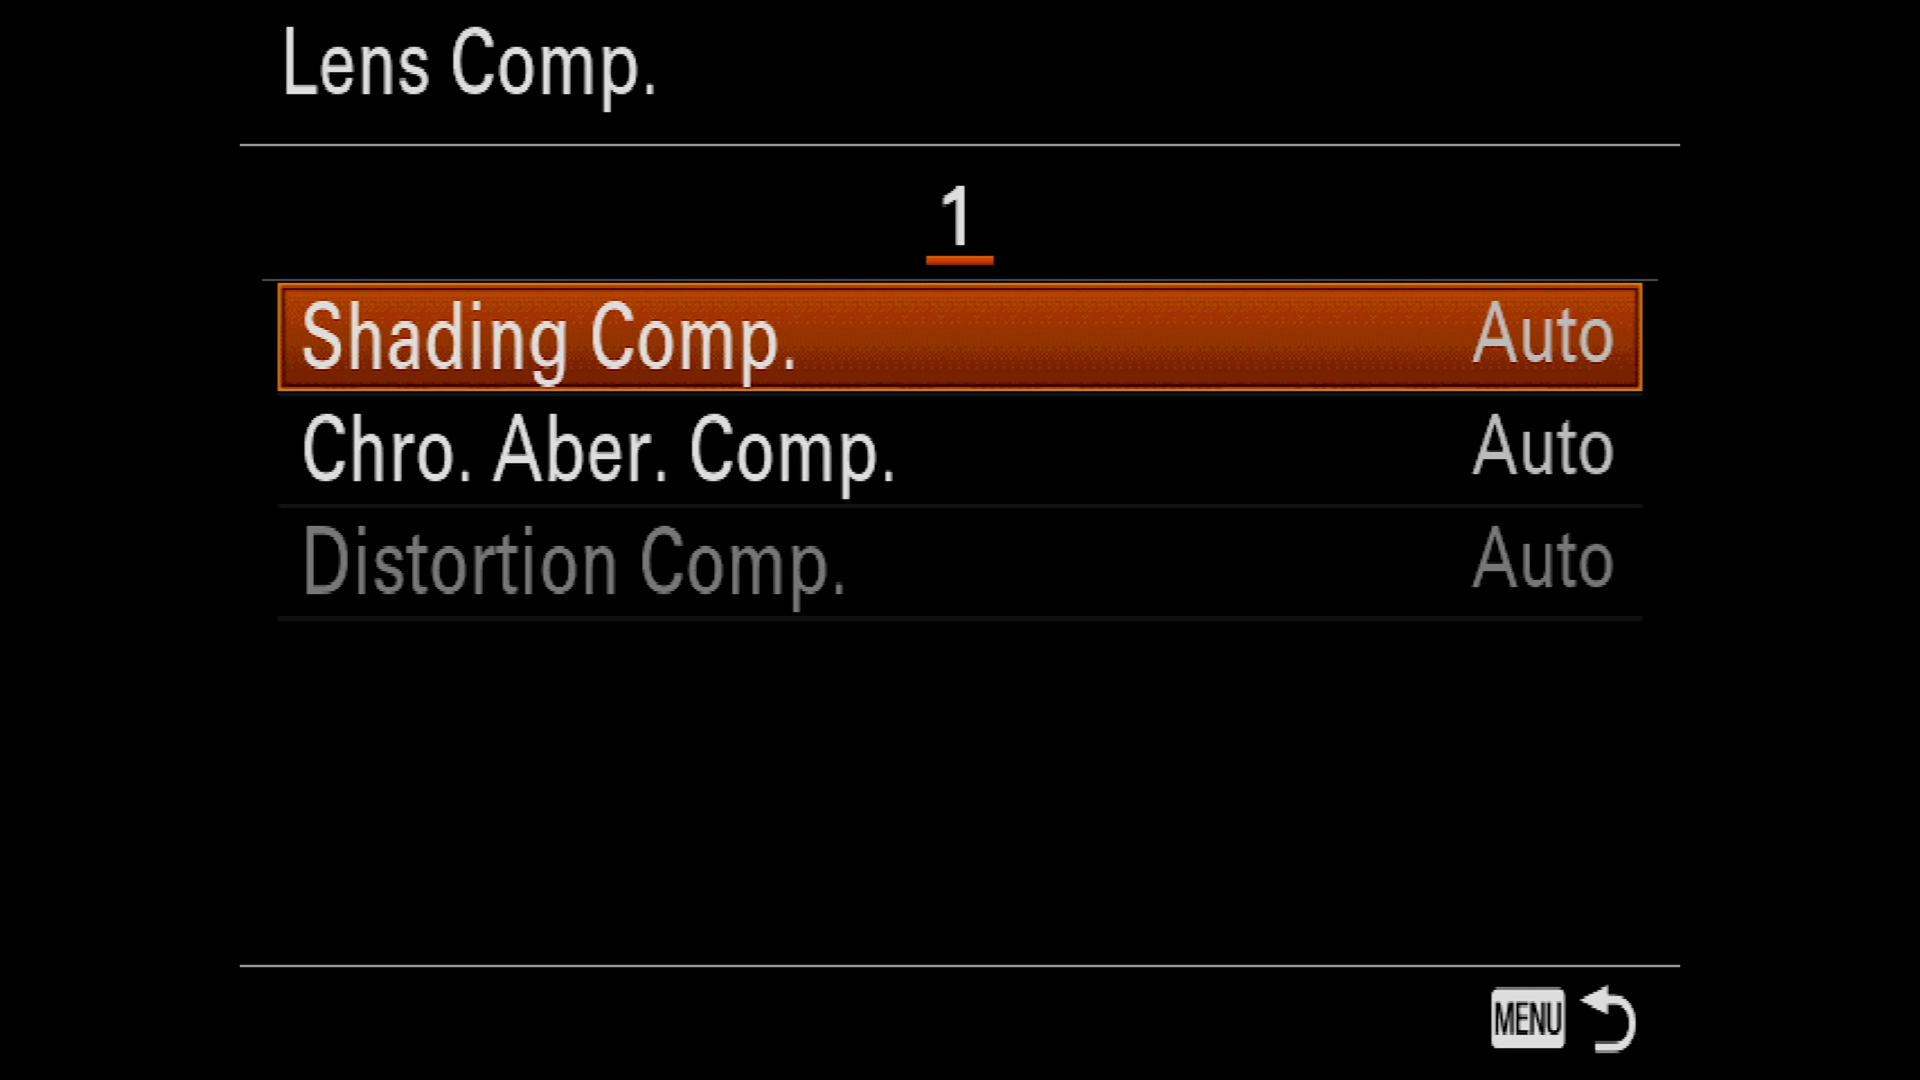 Lens Comp.
1
Shading Comp. Auto
Chro. Aber. Comp. Auto
Distortion Comp. Auto
MENU